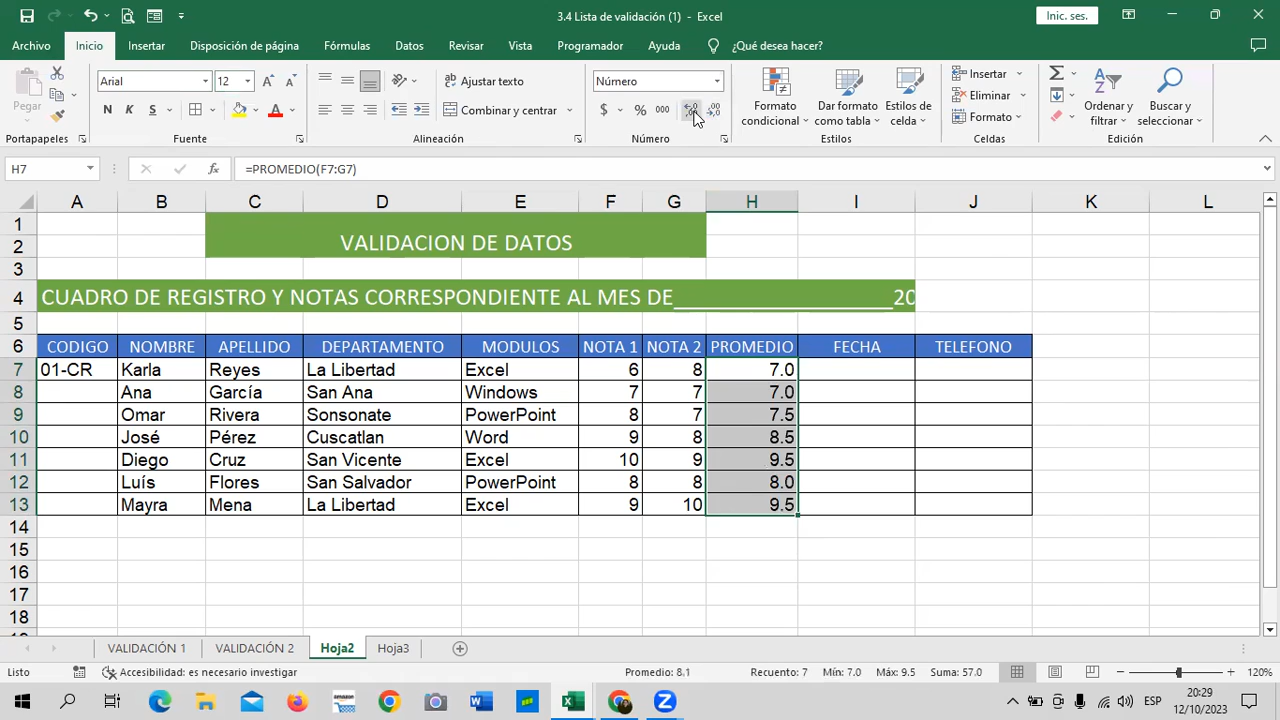 3.4 Lista de validación (1) - Excel
Inic. ses.
Archivo Inicio Insertar Disposición de página Fórmulas Datos Revisar Vista Programador Ayuda ¿Qué desea hacer?
Pegar
Arial 12
N K S
Ajustar texto
Combinar y centrar
Número
$ % 000
Formato condicional
Dar formato como tabla
Estilos de celda
Insertar
Eliminar
Formato
Ordenar y filtrar
Buscar y seleccionar
Portapapeles Fuente Alineación Número Estilos Celdas Edición
H7 fx =PROMEDIO(F7:G7)
A B C D E F G H I J K L
1
2 VALIDACION DE DATOS
3
4 CUADRO DE REGISTRO Y NOTAS CORRESPONDIENTE AL MES DE____________________20
5
6 CODIGO NOMBRE APELLIDO DEPARTAMENTO MODULOS NOTA 1 NOTA 2 PROMEDIO FECHA TELEFONO
7 01-CR Karla Reyes La Libertad Excel 6 8 7.0
8 Ana García San Ana Windows 7 7 7.0
9 Omar Rivera Sonsonate PowerPoint 8 7 7.5
10 José Pérez Cuscatlan Word 9 8 8.5
11 Diego Cruz San Vicente Excel 10 9 9.5
12 Luís Flores San Salvador PowerPoint 8 8 8.0
13 Mayra Mena La Libertad Excel 9 10 9.5
14
15
16
17
18
VALIDACIÓN 1 VALIDACIÓN 2 Hoja2 Hoja3
Listo Accesibilidad: es necesario investigar Promedio: 8.1 Recuento: 7 Mín: 7.0 Máx: 9.5 Suma: 57.0 120%
ESP
20:29
12/10/2023